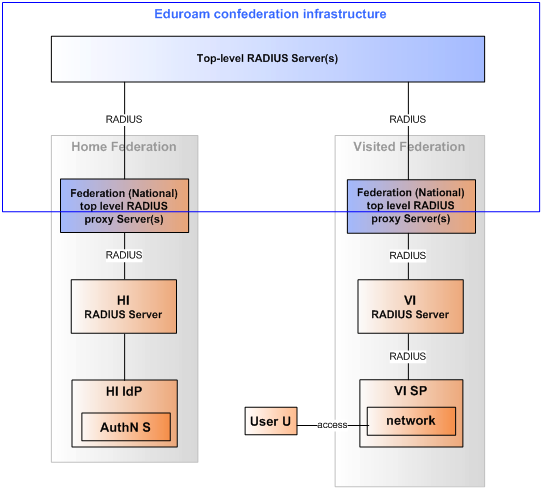 Eduroam confederation infrastructure
Top-level RADIUS Server(s)
RADIUS
RADIUS
Home Federation
Visited Federation
Federation (National)
top level RADIUS
proxy Server(s)
Federation (National)
top level RADIUS
proxy Server(s)
RADIUS
RADIUS
HI
RADIUS Server
VI
RADIUS Server
RADIUS
HI IdP
AuthN S
VI SP
network
User U
access